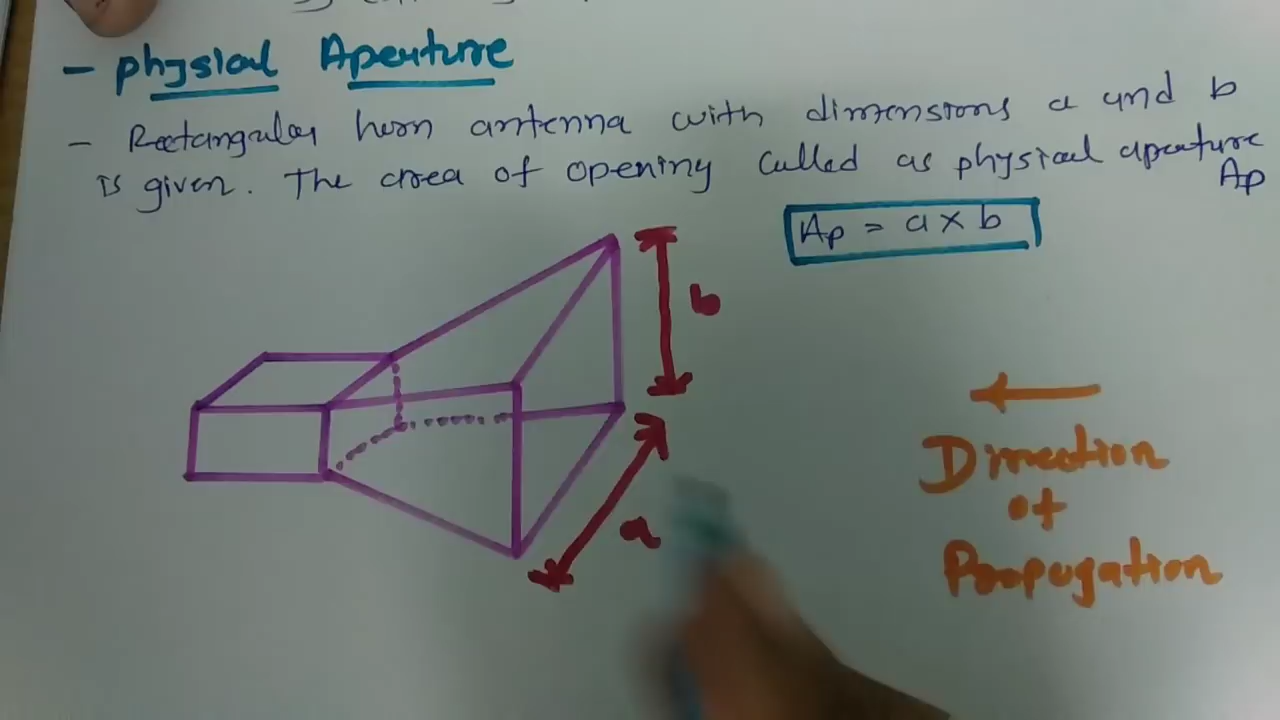 - Physical Aperture
- Rectangular horn antenna with dimensions a and b
is given. The area of opening called as physical aperture
Ap
Ap = a x b
b
a
Direction
of
Propagation